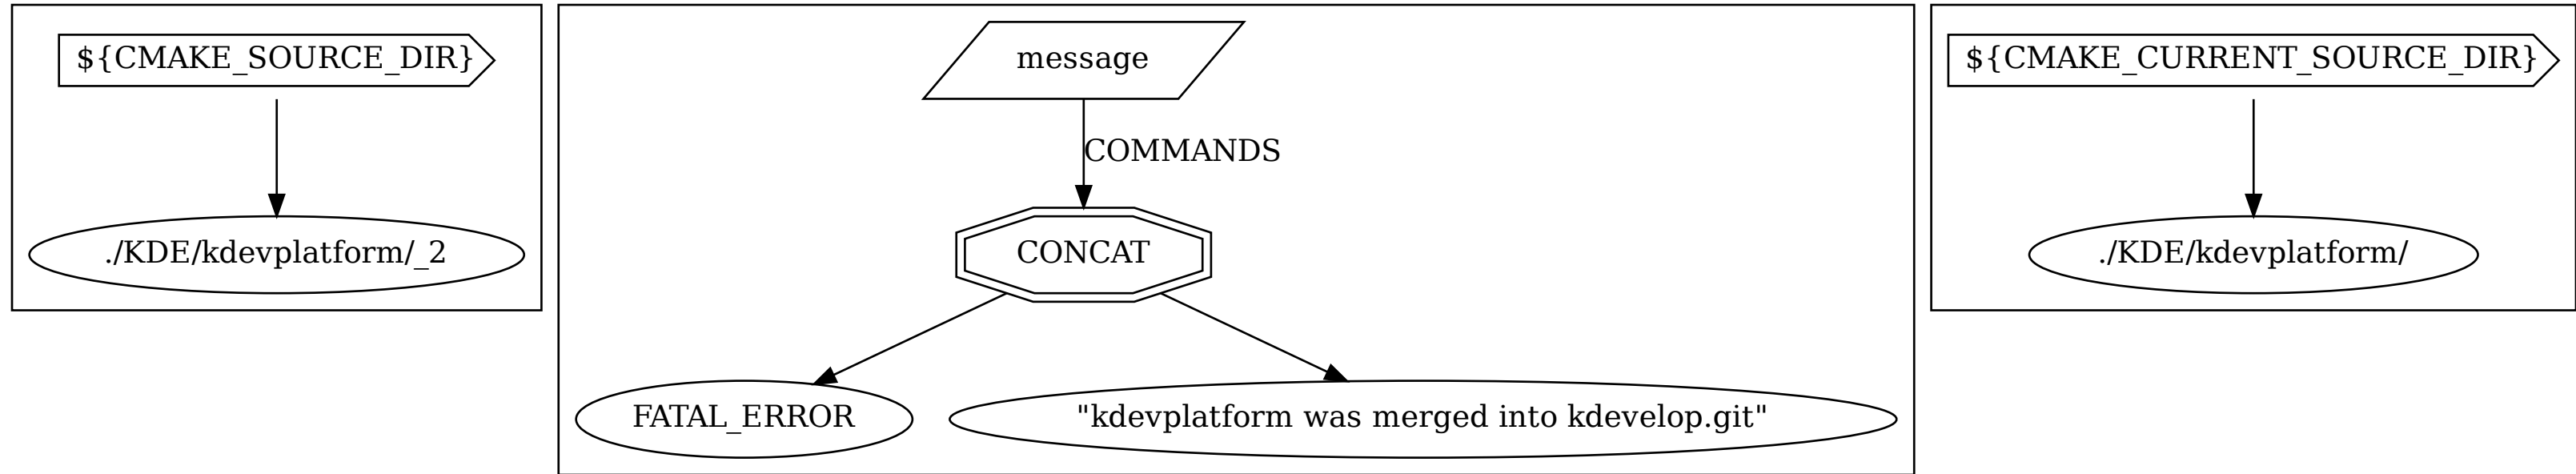 ${CMAKE_SOURCE_DIR}
./KDE/kdevplatform/_2
message
COMMANDS
CONCAT
FATAL_ERROR
"kdevplatform was merged into kdevelop.git"
${CMAKE_CURRENT_SOURCE_DIR}
./KDE/kdevplatform/